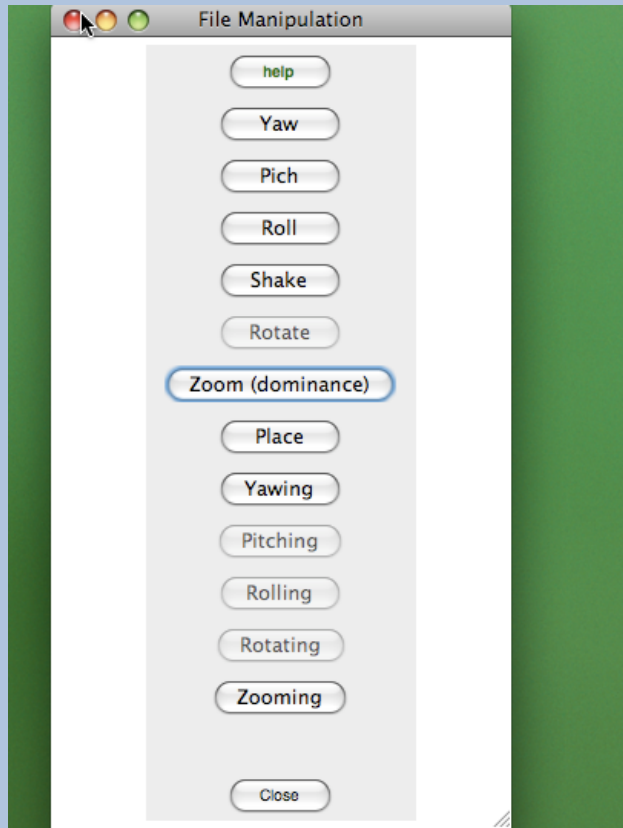 File Manipulation
help
Yaw
Pich
Roll
Shake
Rotate
Zoom (dominance)
Place
Yawing
Pitching
Rolling
Rotating
Zooming
Close